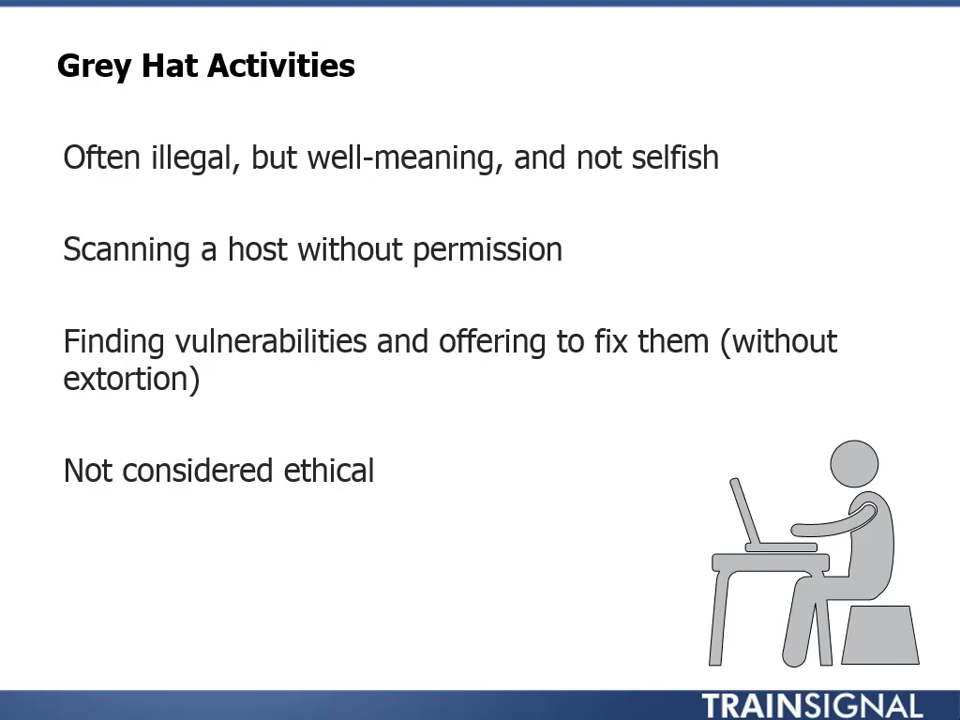 Grey Hat Activities
Often illegal, but well-meaning, and not selfish
Scanning a host without permission
Finding vulnerabilities and offering to fix them (without
extortion)
Not considered ethical
TRAINSIGNAL